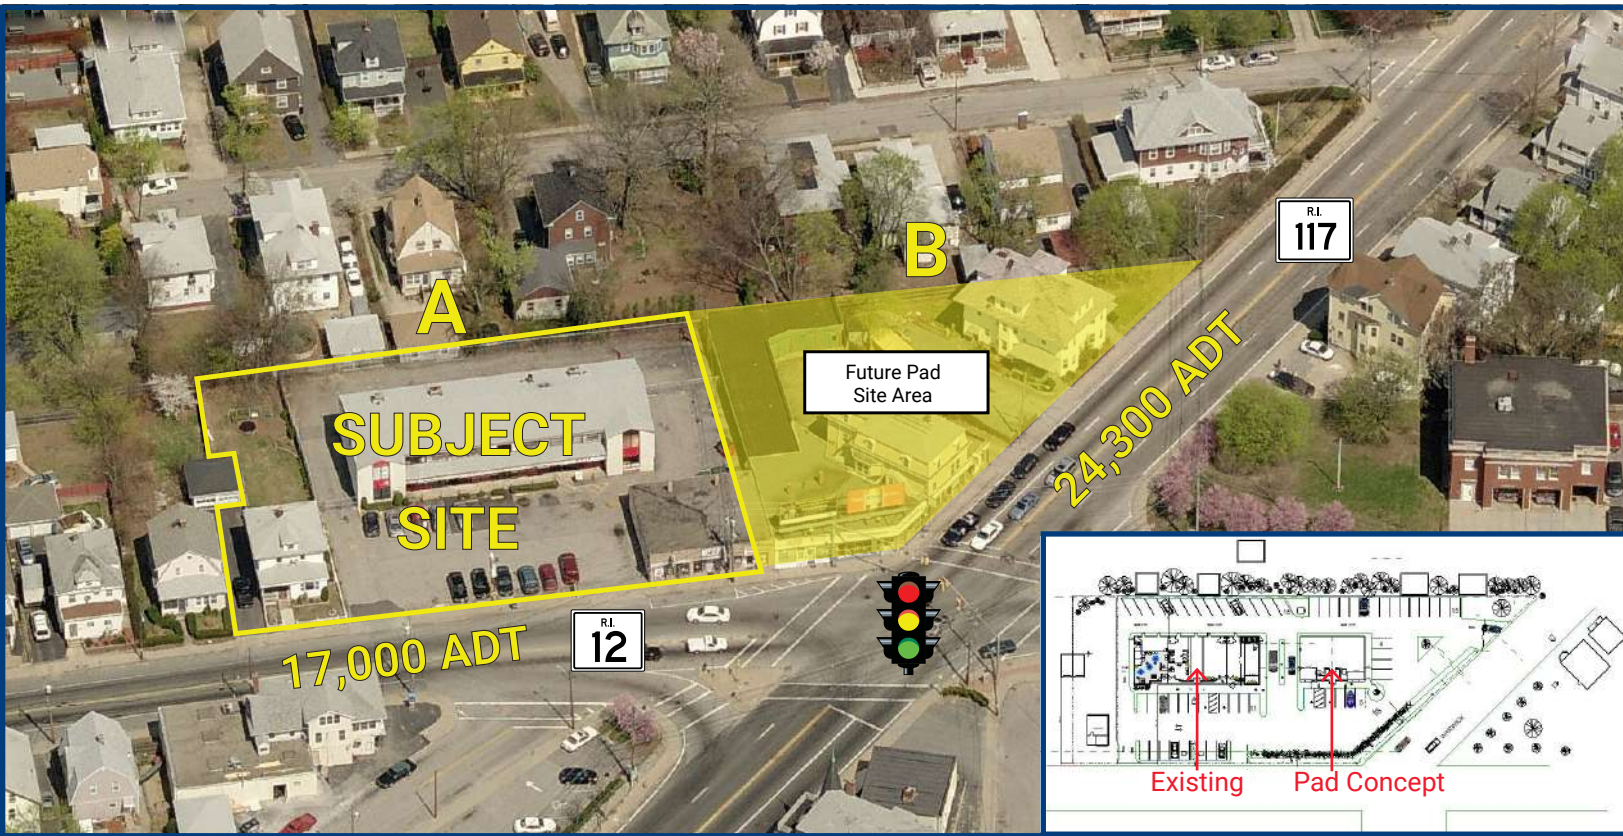 A
B
R.I.
117
Future Pad
Site Area
24,300 ADT
SUBJECT
SITE
R.I.
12
17,000 ADT
Existing
Pad Concept